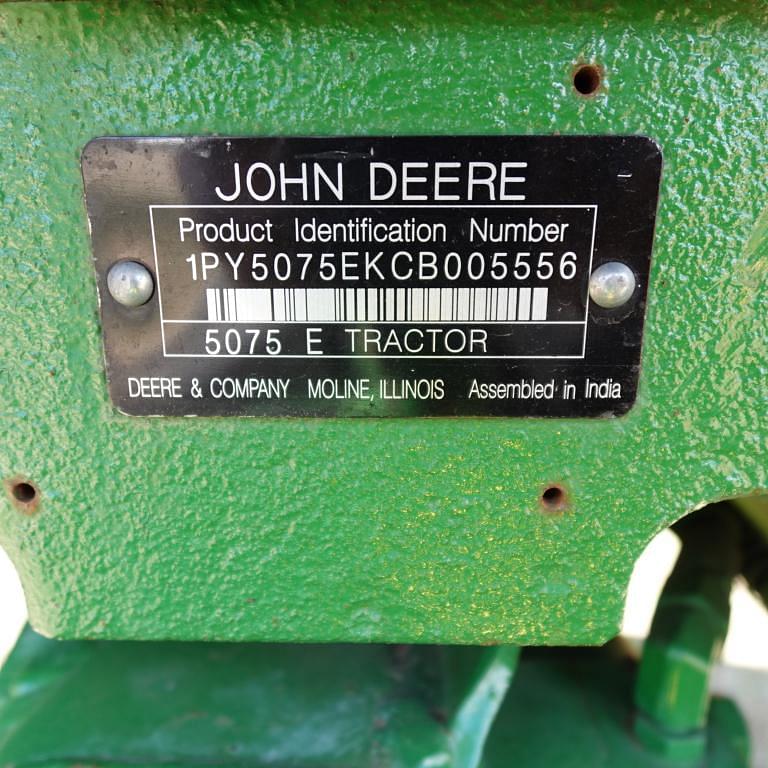 JOHN DEERE
Product Identification Number
1PY5075EKCB005556
5075 E TRACTOR
DEERE & COMPANY MOLINE, ILLINOIS Assembled in India